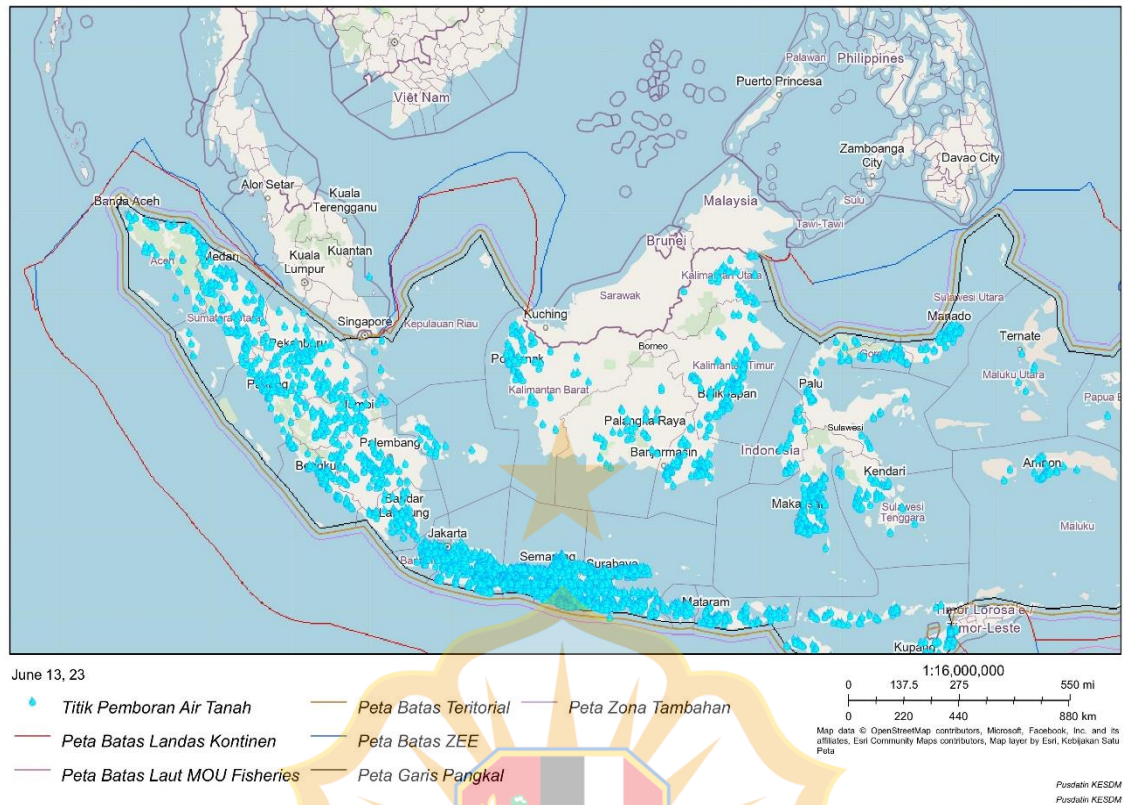 Palawan
Philippines
Puerto Princesa
Việt Nam
Zamboanga
City
Davao City
Alor Setar
Kuala
Terengganu
Banda Aceh
Malaysia
Sulu
Tawi-Tawi
Kuantan
Kuala
Lumpur
Brunei
Aceh
Medan
Kalimantan Utara
Sarawak
Sulawesi Utara
Singapore
Kepulauan Riau
Kuching
Manado
Sumatera Utara
Ternate
Pekanbaru
Borneo
Kalimantan Timur
Maluku Utara
Kalimantan Barat
Palu
Papua
Balikpapan
Palangka Raya
Sulawesi
Palembang
Banjarmasin
Indonesia
Kendari
Ambon
Sulawesi
Tenggara
Maluku
Bandar
Jakarta
Semarang
Surabaya
Mataram
Timor Lorosa'e /
Timor-Leste
Kupang
June 13, 23
1:16,000,000
0 137.5 275 550 mi
0 220 440 880 km
Titik Pemboran Air Tanah
Peta Batas Teritorial
Peta Zona Tambahan
Peta Batas Landas Kontinen
Peta Batas ZEE
Peta Batas Laut MOU Fisheries
Peta Garis Pangkal
Map data © OpenStreetMap contributors, Microsoft, Facebook, Inc. and its
affiliates, Esri Community Maps contributors, Map layer by Esri, Kebijakan Satu
Peta
Pusdatin KESDM
Pusdatin KESDM